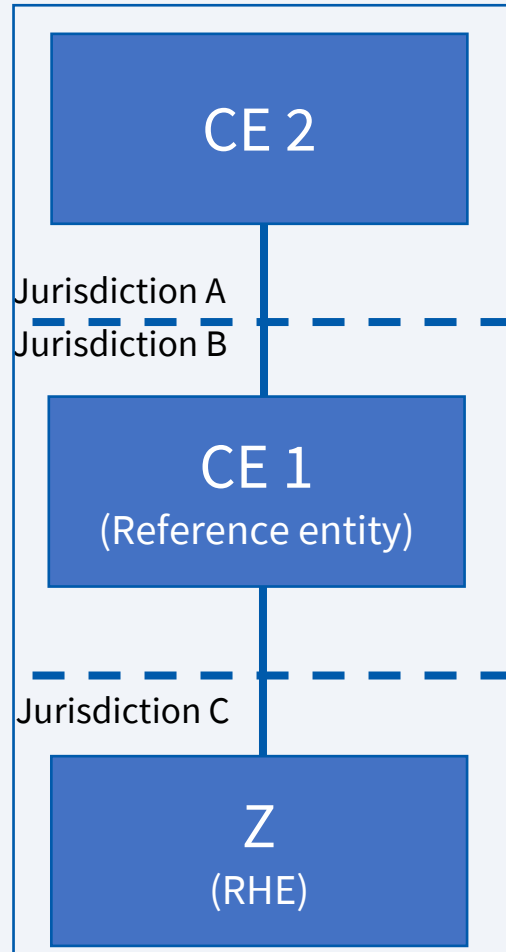 CE 2
Jurisdiction A
Jurisdiction B
CE 1
(Reference entity)
Jurisdiction C
Z
(RHE)